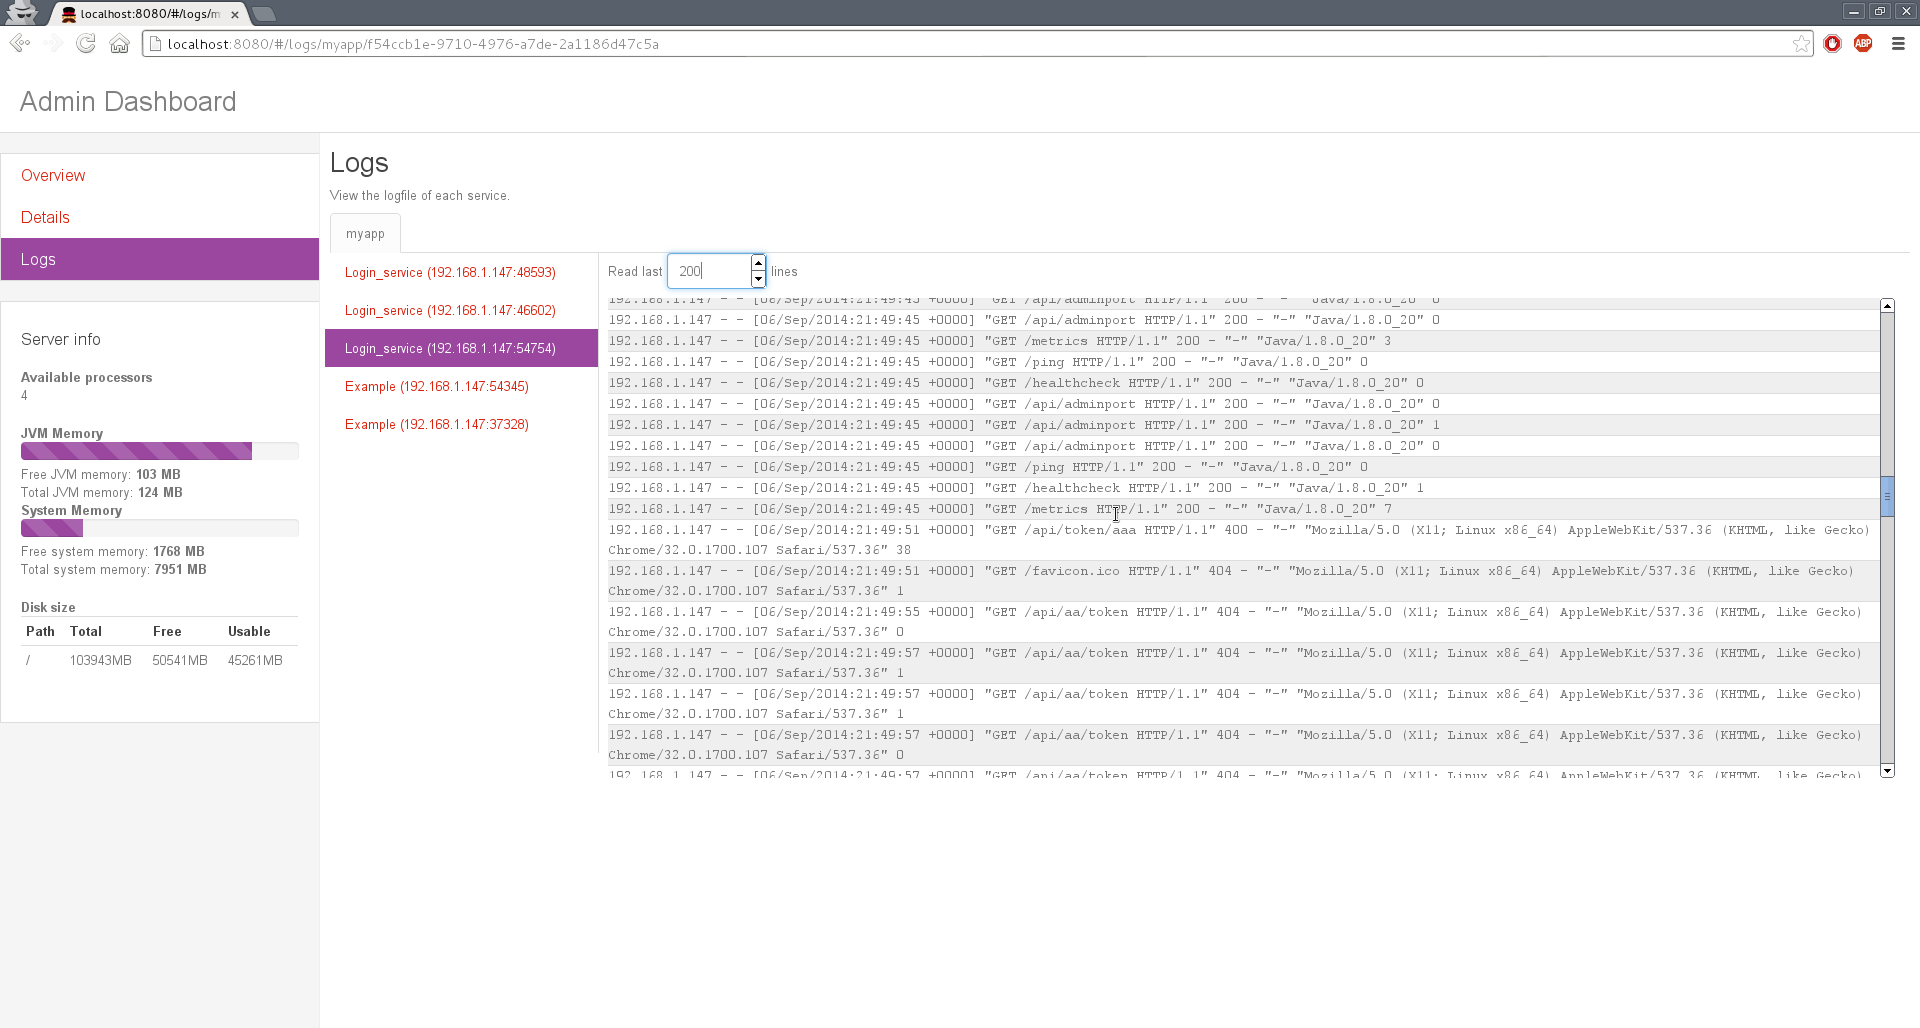 localhost:8080/#/logs/m
localhost:8080/#/logs/myapp/f54ccb1e-9710-4976-a7de-2a1186d47c5a
ABP
Admin Dashboard
Overview
Details
Logs
Server info
Available processors
4
JVM Memory
Free JVM memory: 103 MB
Total JVM memory: 124 MB
System Memory
Free system memory: 1768 MB
Total system memory: 7951 MB
Disk size
Path Total Free Usable
/ 103943MB 50541MB 45261MB
Logs
View the logfile of each service.
myapp
Login_service (192.168.1.147:48593)
Login_service (192.168.1.147:46602)
Login_service (192.168.1.147:54754)
Example (192.168.1.147:54345)
Example (192.168.1.147:37328)
Read last 200 lines
192.168.1.147 - - [06/Sep/2014:21:49:45 +0000] "GET /api/adminport HTTP/1.1" 200 - "-" "Java/1.8.0_20" 0
192.168.1.147 - - [06/Sep/2014:21:49:45 +0000] "GET /api/adminport HTTP/1.1" 200 - "-" "Java/1.8.0_20" 0
192.168.1.147 - - [06/Sep/2014:21:49:45 +0000] "GET /metrics HTTP/1.1" 200 - "-" "Java/1.8.0_20" 3
192.168.1.147 - - [06/Sep/2014:21:49:45 +0000] "GET /ping HTTP/1.1" 200 - "-" "Java/1.8.0_20" 0
192.168.1.147 - - [06/Sep/2014:21:49:45 +0000] "GET /healthcheck HTTP/1.1" 200 - "-" "Java/1.8.0_20" 0
192.168.1.147 - - [06/Sep/2014:21:49:45 +0000] "GET /api/adminport HTTP/1.1" 200 - "-" "Java/1.8.0_20" 0
192.168.1.147 - - [06/Sep/2014:21:49:45 +0000] "GET /api/adminport HTTP/1.1" 200 - "-" "Java/1.8.0_20" 1
192.168.1.147 - - [06/Sep/2014:21:49:45 +0000] "GET /api/adminport HTTP/1.1" 200 - "-" "Java/1.8.0_20" 0
192.168.1.147 - - [06/Sep/2014:21:49:45 +0000] "GET /ping HTTP/1.1" 200 - "-" "Java/1.8.0_20" 0
192.168.1.147 - - [06/Sep/2014:21:49:45 +0000] "GET /healthcheck HTTP/1.1" 200 - "-" "Java/1.8.0_20" 1
192.168.1.147 - - [06/Sep/2014:21:49:45 +0000] "GET /metrics HTTP/1.1" 200 - "-" "Java/1.8.0_20" 7
192.168.1.147 - - [06/Sep/2014:21:49:51 +0000] "GET /api/token/aaa HTTP/1.1" 400 - "-" "Mozilla/5.0 (X11; Linux x86_64) AppleWebKit/537.36 (KHTML, like Gecko)
Chrome/32.0.1700.107 Safari/537.36" 38
192.168.1.147 - - [06/Sep/2014:21:49:51 +0000] "GET /favicon.ico HTTP/1.1" 404 - "-" "Mozilla/5.0 (X11; Linux x86_64) AppleWebKit/537.36 (KHTML, like Gecko)
Chrome/32.0.1700.107 Safari/537.36" 1
192.168.1.147 - - [06/Sep/2014:21:49:55 +0000] "GET /api/aa/token HTTP/1.1" 404 - "-" "Mozilla/5.0 (X11; Linux x86_64) AppleWebKit/537.36 (KHTML, like Gecko)
Chrome/32.0.1700.107 Safari/537.36" 0
192.168.1.147 - - [06/Sep/2014:21:49:57 +0000] "GET /api/aa/token HTTP/1.1" 404 - "-" "Mozilla/5.0 (X11; Linux x86_64) AppleWebKit/537.36 (KHTML, like Gecko)
Chrome/32.0.1700.107 Safari/537.36" 1
192.168.1.147 - - [06/Sep/2014:21:49:57 +0000] "GET /api/aa/token HTTP/1.1" 404 - "-" "Mozilla/5.0 (X11; Linux x86_64) AppleWebKit/537.36 (KHTML, like Gecko)
Chrome/32.0.1700.107 Safari/537.36" 1
192.168.1.147 - - [06/Sep/2014:21:49:57 +0000] "GET /api/aa/token HTTP/1.1" 404 - "-" "Mozilla/5.0 (X11; Linux x86_64) AppleWebKit/537.36 (KHTML, like Gecko)
Chrome/32.0.1700.107 Safari/537.36" 0
192.168.1.147 - - [06/Sep/2014:21:49:57 +0000] "GET /api/aa/token HTTP/1.1" 404 - "-" "Mozilla/5.0 (X11; Linux x86_64) AppleWebKit/537.36 (KHTML, like Gecko)